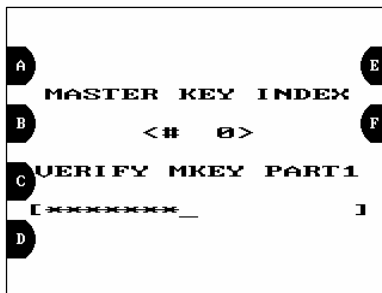 A
E
MASTER KEY INDEX
B
F
<# 0>
VERIFY MKEY PART1
C
[*******_ ]
D